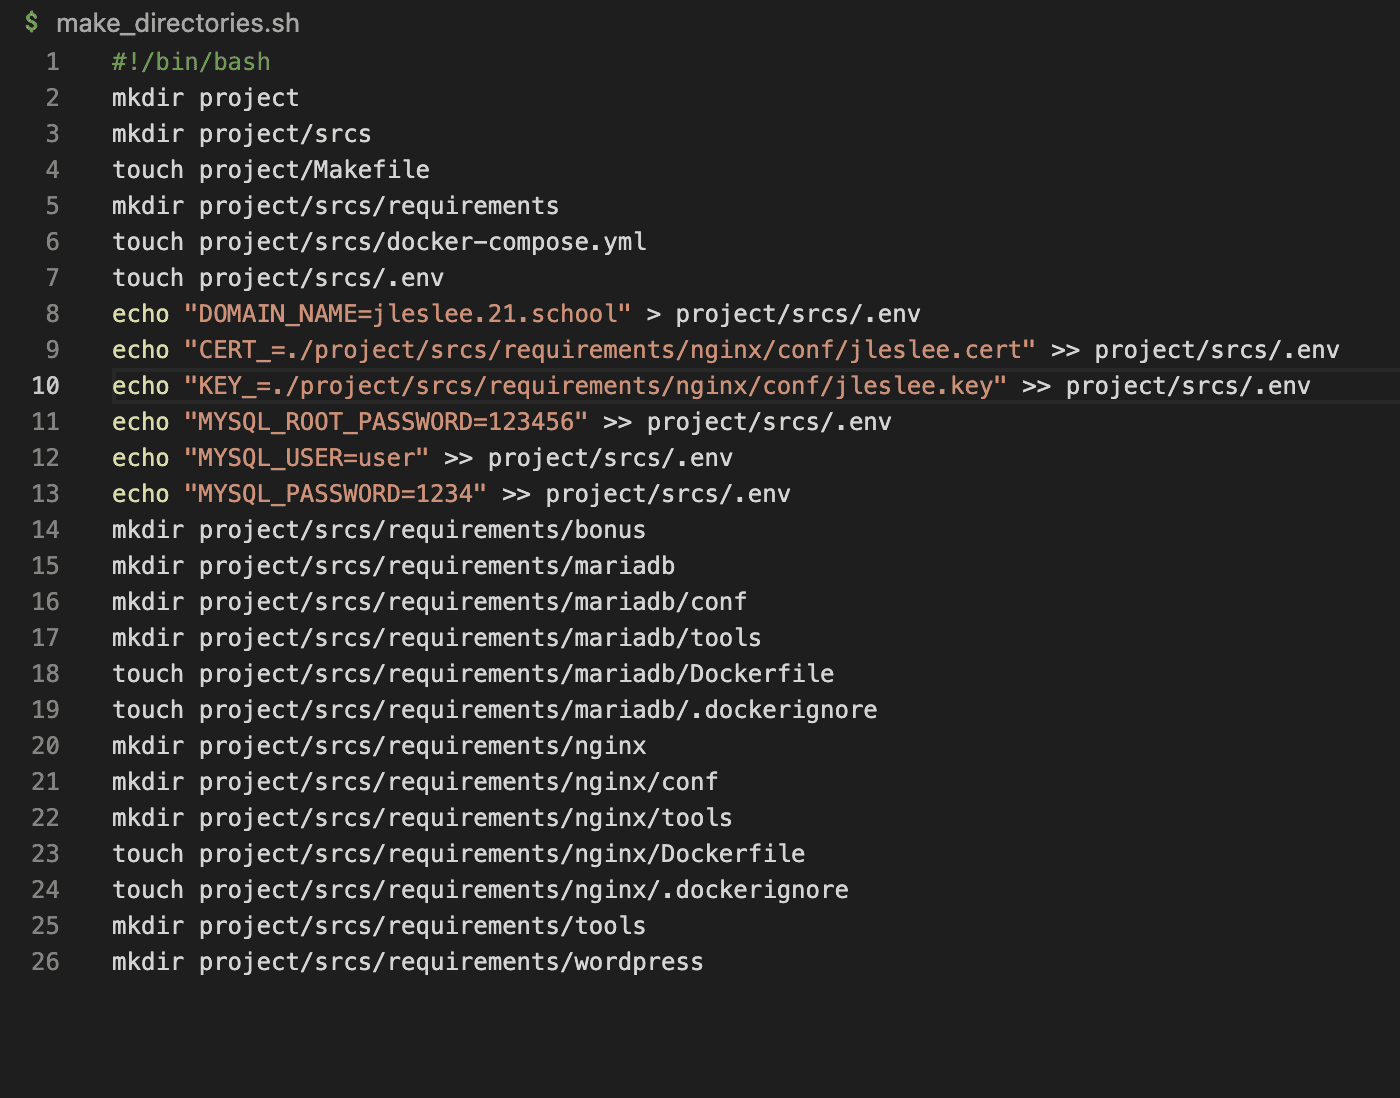 $ make_directories.sh
1 #!/bin/bash
2 mkdir project
3 mkdir project/srcs
4 touch project/Makefile
5 mkdir project/srcs/requirements
6 touch project/srcs/docker-compose.yml
7 touch project/srcs/.env
8 echo "DOMAIN_NAME=jleslee.21.school" > project/srcs/.env
9 echo "CERT_=./project/srcs/requirements/nginx/conf/jleslee.cert" >> project/srcs/.env
10 echo "KEY_=./project/srcs/requirements/nginx/conf/jleslee.key" >> project/srcs/.env
11 echo "MYSQL_ROOT_PASSWORD=123456" >> project/srcs/.env
12 echo "MYSQL_USER=user" >> project/srcs/.env
13 echo "MYSQL_PASSWORD=1234" >> project/srcs/.env
14 mkdir project/srcs/requirements/bonus
15 mkdir project/srcs/requirements/mariadb
16 mkdir project/srcs/requirements/mariadb/conf
17 mkdir project/srcs/requirements/mariadb/tools
18 touch project/srcs/requirements/mariadb/Dockerfile
19 touch project/srcs/requirements/mariadb/.dockerignore
20 mkdir project/srcs/requirements/nginx
21 mkdir project/srcs/requirements/nginx/conf
22 mkdir project/srcs/requirements/nginx/tools
23 touch project/srcs/requirements/nginx/Dockerfile
24 touch project/srcs/requirements/nginx/.dockerignore
25 mkdir project/srcs/requirements/tools
26 mkdir project/srcs/requirements/wordpress